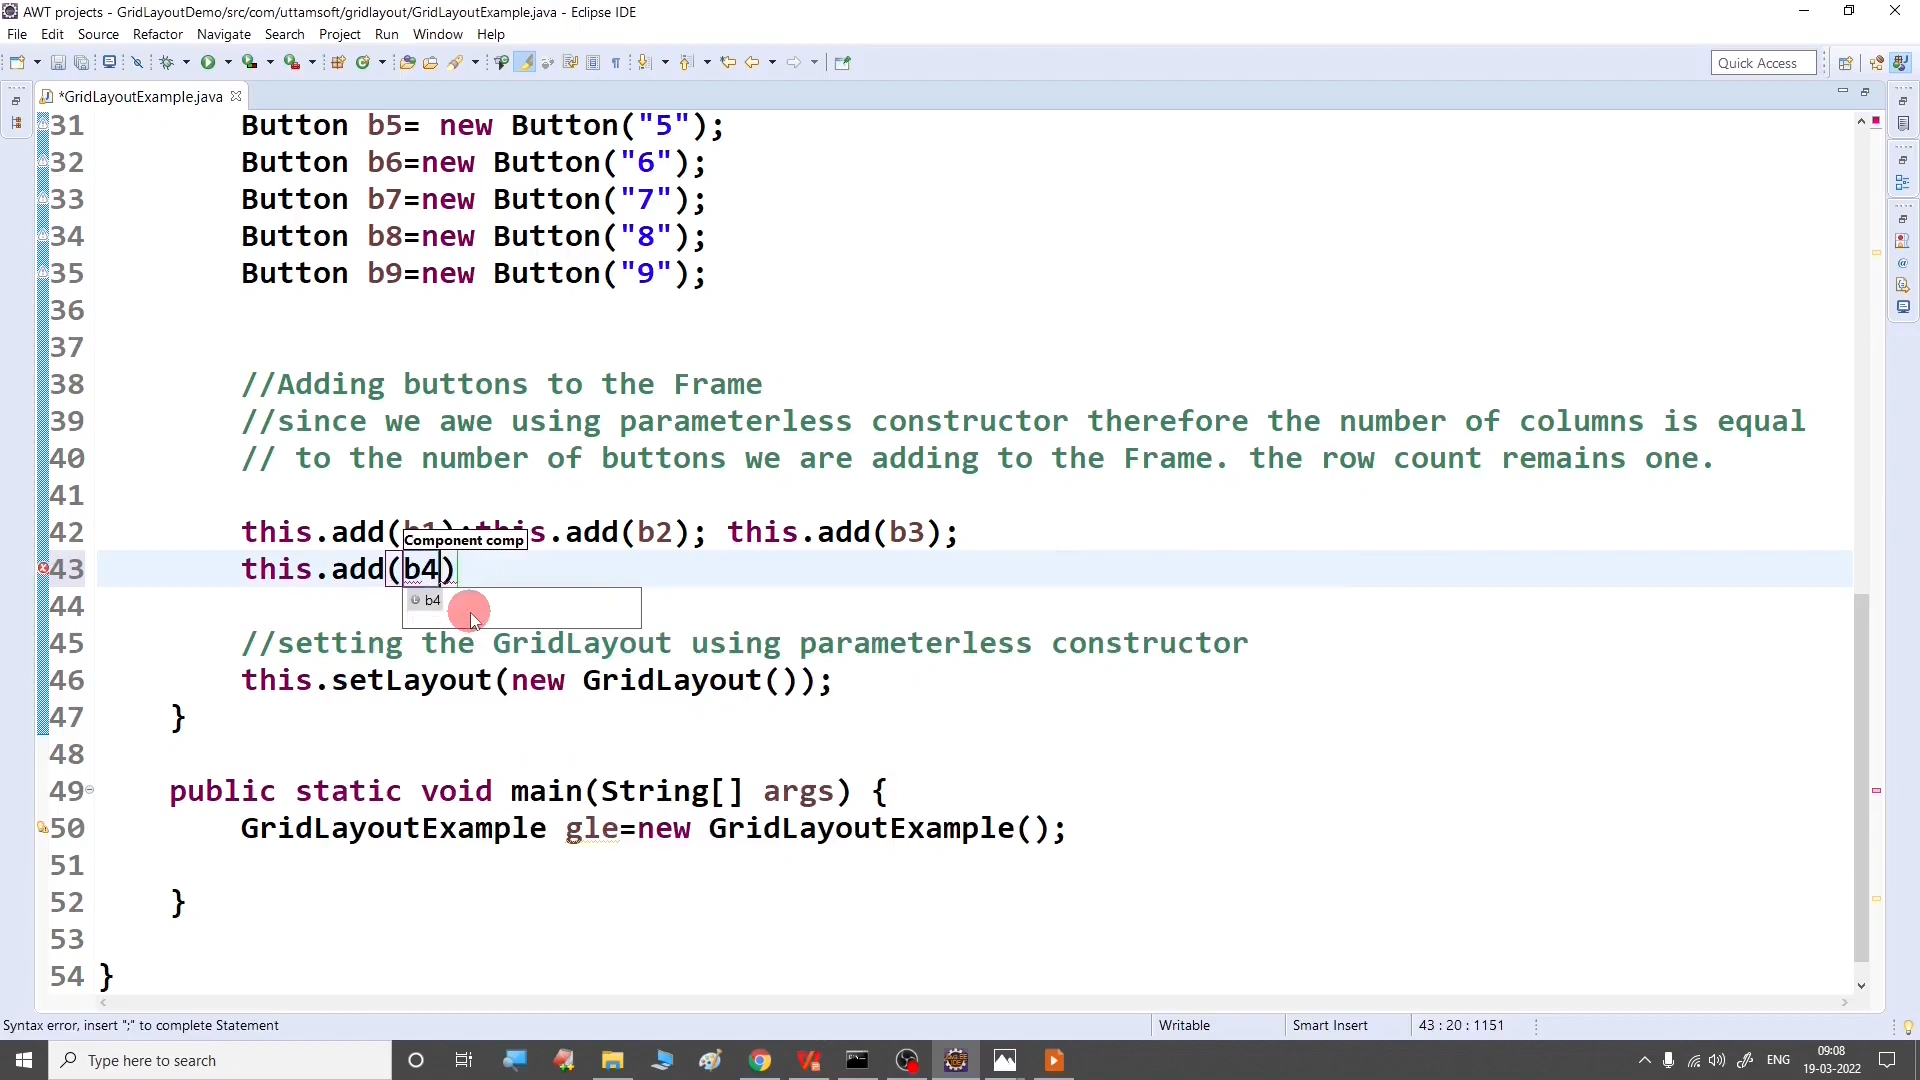 AWT projects - GridLayoutDemo/src/com/uttamsoft/gridlayout/GridLayoutExample.java - Eclipse IDE
File Edit Source Refactor Navigate Search Project Run Window Help
Quick Access
*GridLayoutExample.java
31 Button b5= new Button("5");
32 Button b6=new Button("6");
33 Button b7=new Button("7");
34 Button b8=new Button("8");
35 Button b9=new Button("9");
36
37
38 //Adding buttons to the Frame
39 //since we awe using parameterless constructor therefore the number of columns is equal
40 // to the number of buttons we are adding to the Frame. the row count remains one.
41
42 this.add(b1);this.add(b2); this.add(b3);
Component comp
43 this.add(b4)
b4
44
45 //setting the GridLayout using parameterless constructor
46 this.setLayout(new GridLayout());
47 }
48
49 public static void main(String[] args) {
50 GridLayoutExample gle=new GridLayoutExample();
51
52 }
53
54 }
Syntax error, insert ";" to complete Statement
Writable
Smart Insert
43 : 20 : 1151
Type here to search
ENG
09:08
19-03-2022